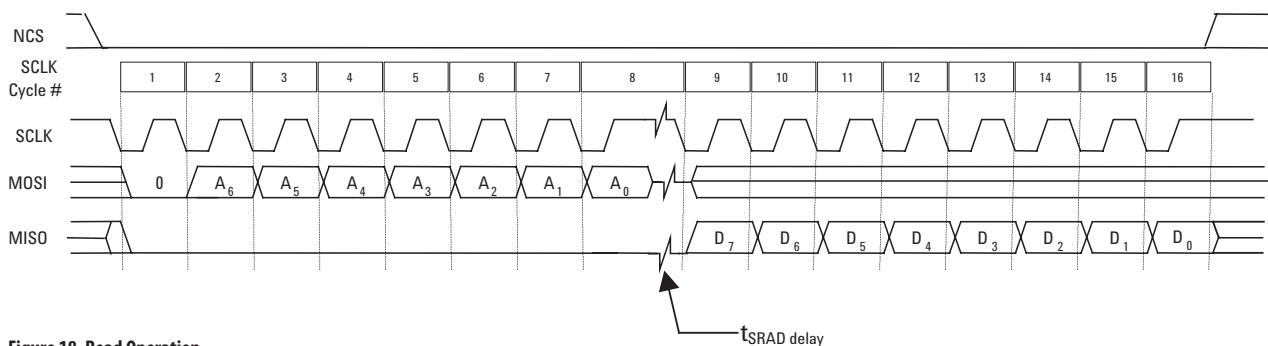 NCS
SCLK
Cycle #
1 2 3 4 5 6 7 8 9 10 11 12 13 14 15 16
SCLK
MOSI 0 A6 A5 A4 A3 A2 A1 A0
MISO D7 D6 D5 D4 D3 D2 D1 D0
tSRAD delay
Figure 18. Read Operation